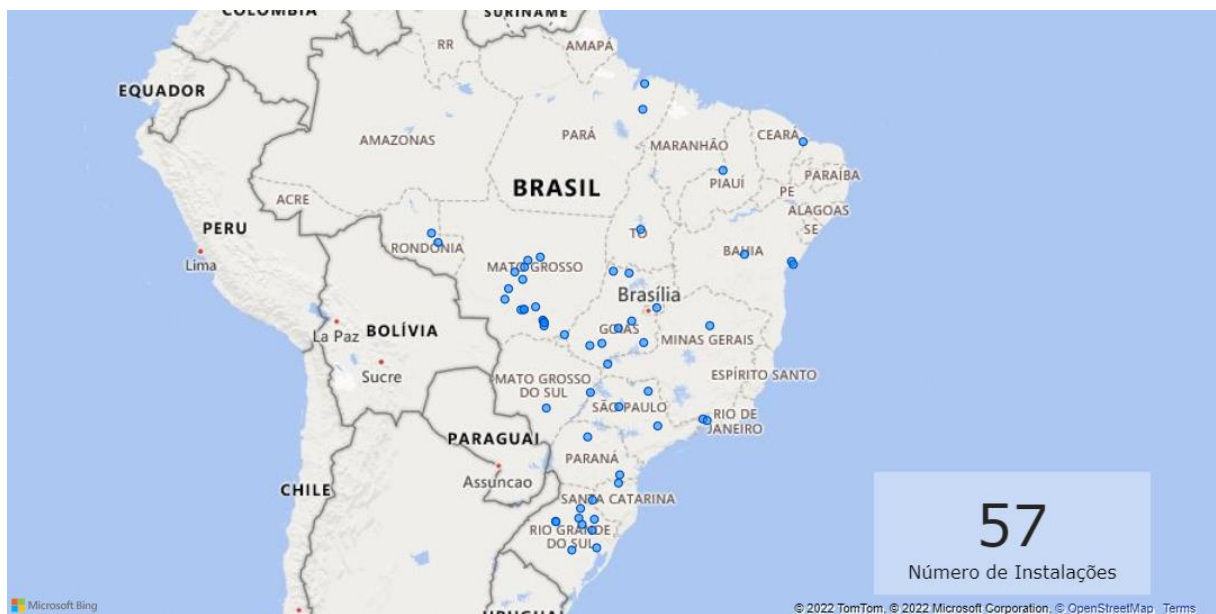 COLOMBIA
SURINAME
RR
AMAPÁ
EQUADOR
AMAZONAS
PARÁ
MARANHÃO
CEARÁ
BRASIL
PIAUÍ
PARAÍBA
PE
ACRE
ALAGOAS
SE
PERU
TO
RONDÔNIA
BAHIA
Lima
MATO GROSSO
Brasília
La Paz
BOLÍVIA
GOIÁS
MINAS GERAIS
Sucre
MATO GROSSO
DO SUL
ESPÍRITO SANTO
SÃO PAULO
RIO DE
JANEIRO
PARAGUAI
PARANÁ
Assuncao
CHILE
SANTA CATARINA
RIO GRANDE
DO SUL
57
Número de Instalações
URUGUAI
Microsoft Bing
© 2022 TomTom, © 2022 Microsoft Corporation, © OpenStreetMap Terms